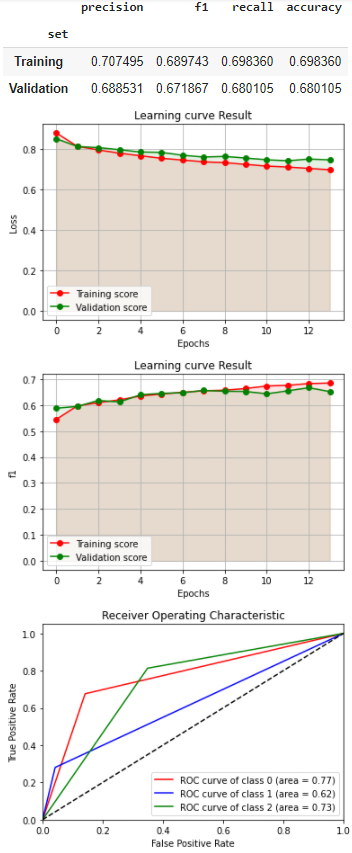 precision f1 recall accuracy
set
Training 0.707495 0.689743 0.698360 0.698360
Validation 0.688531 0.671867 0.680105 0.680105
Learning curve Result
0.8
0.6
0.4
0.2
0.0
Loss
Training score
Validation score
0 2 4 6 8 10 12
Epochs
Learning curve Result
0.7
0.6
0.5
0.4
0.3
0.2
0.1
0.0
f1
Training score
Validation score
0 2 4 6 8 10 12
Epochs
Receiver Operating Characteristic
1.0
0.8
0.6
0.4
0.2
0.0
True Positive Rate
ROC curve of class 0 (area = 0.77)
ROC curve of class 1 (area = 0.62)
ROC curve of class 2 (area = 0.73)
0.0 0.2 0.4 0.6 0.8 1.0
False Positive Rate